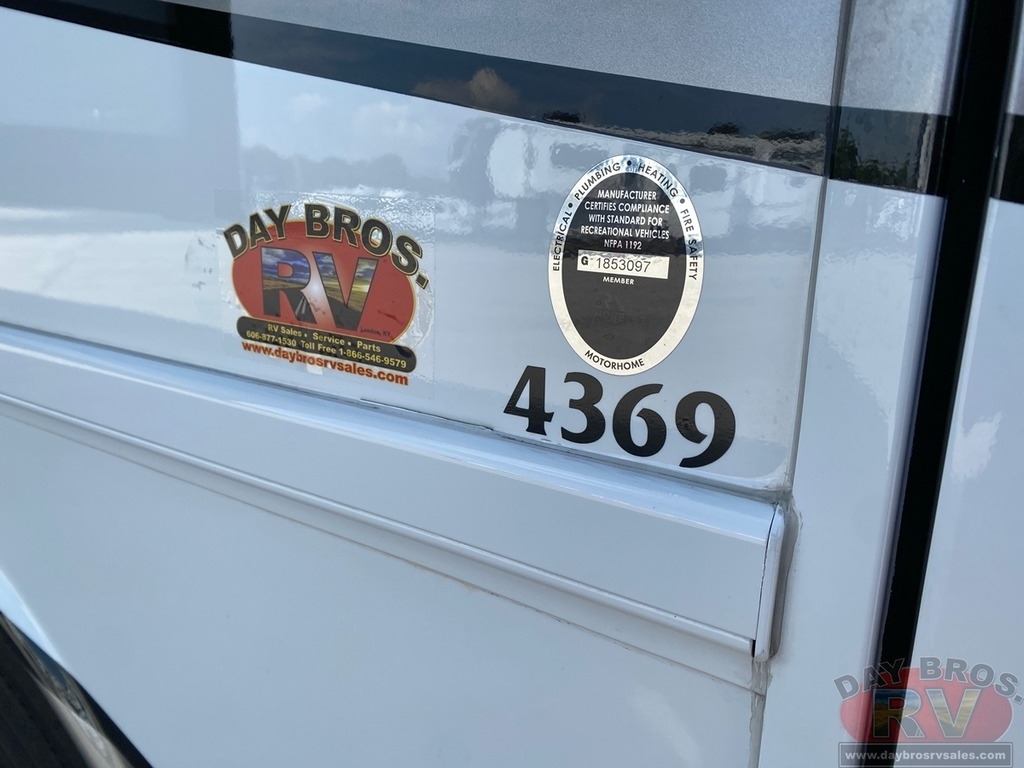 DAY BROS.
RV
London, KY.
RV Sales • Service • Parts
606-877-1530 Toll Free 1-866-546-9579
www.daybrosrvsales.com
ELECTRICAL • PLUMBING • HEATING • FIRE SAFETY
MANUFACTURER
CERTIFIES COMPLIANCE
WITH STANDARD FOR
RECREATIONAL VEHICLES
NFPA 1192
G 1853097
MEMBER
MOTORHOME
4369
DAY BROS.
RV
www.daybrosrvsales.com